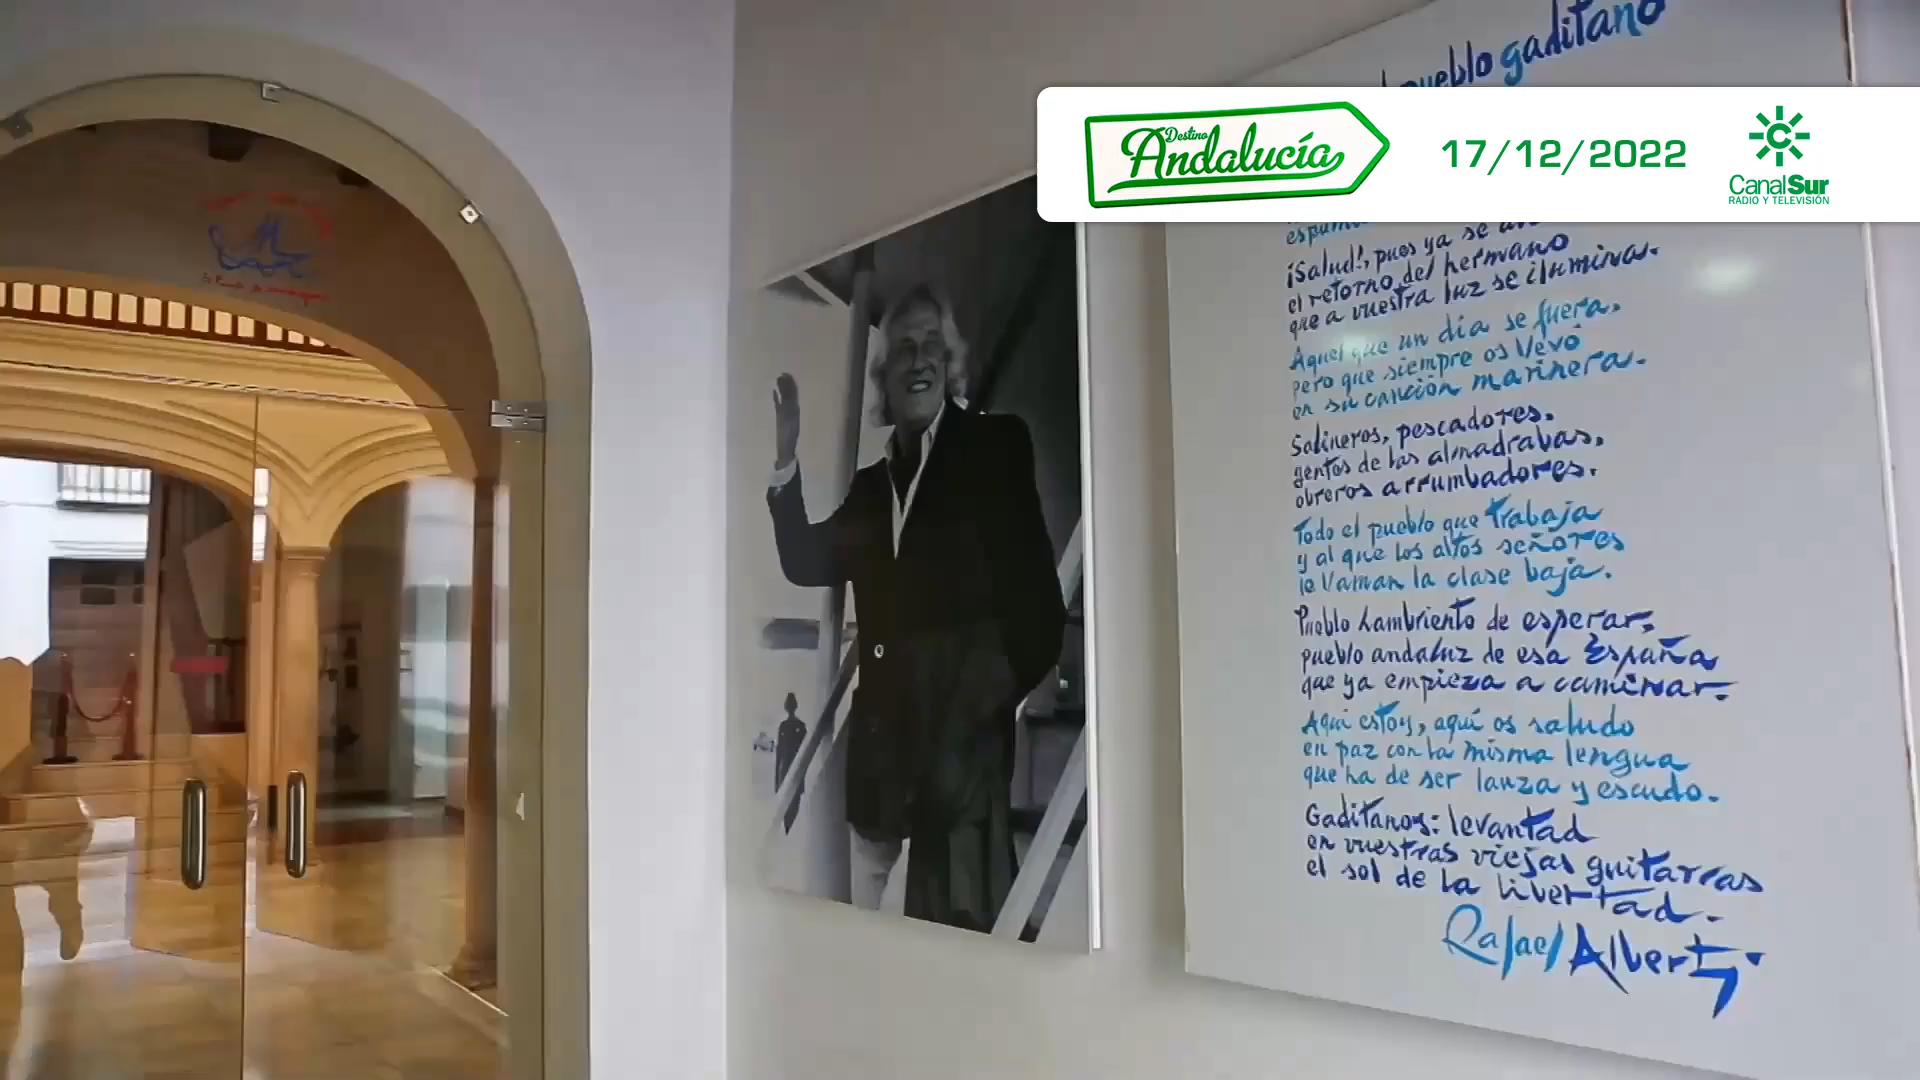 pueblo gaditano
Destino
Andalucía
17/12/2022
CanalSur
RADIO Y TELEVISIÓN
¡Salud!, pues ya se
el retorno del hermano
que a vuestra luz se ilumina.
Aquel que un día se fuera,
pero que siempre os llevó
en su canción marinera.
Salineros, pescadores,
gentes de las almadrabas,
obreros arrumbadores.
Todo el pueblo que trabaja
y al que los altos señores
le llaman la clase baja.
Pueblo hambriento de esperar,
pueblo andaluz de esa España
que ya empieza a caminar.
Aquí estoy, aquí os saludo
en paz con la misma lengua
que ha de ser lanza y escudo.
Gaditanos: levantad
en vuestras viejas guitarras
el sol de la libertad.
Rafael Alberti